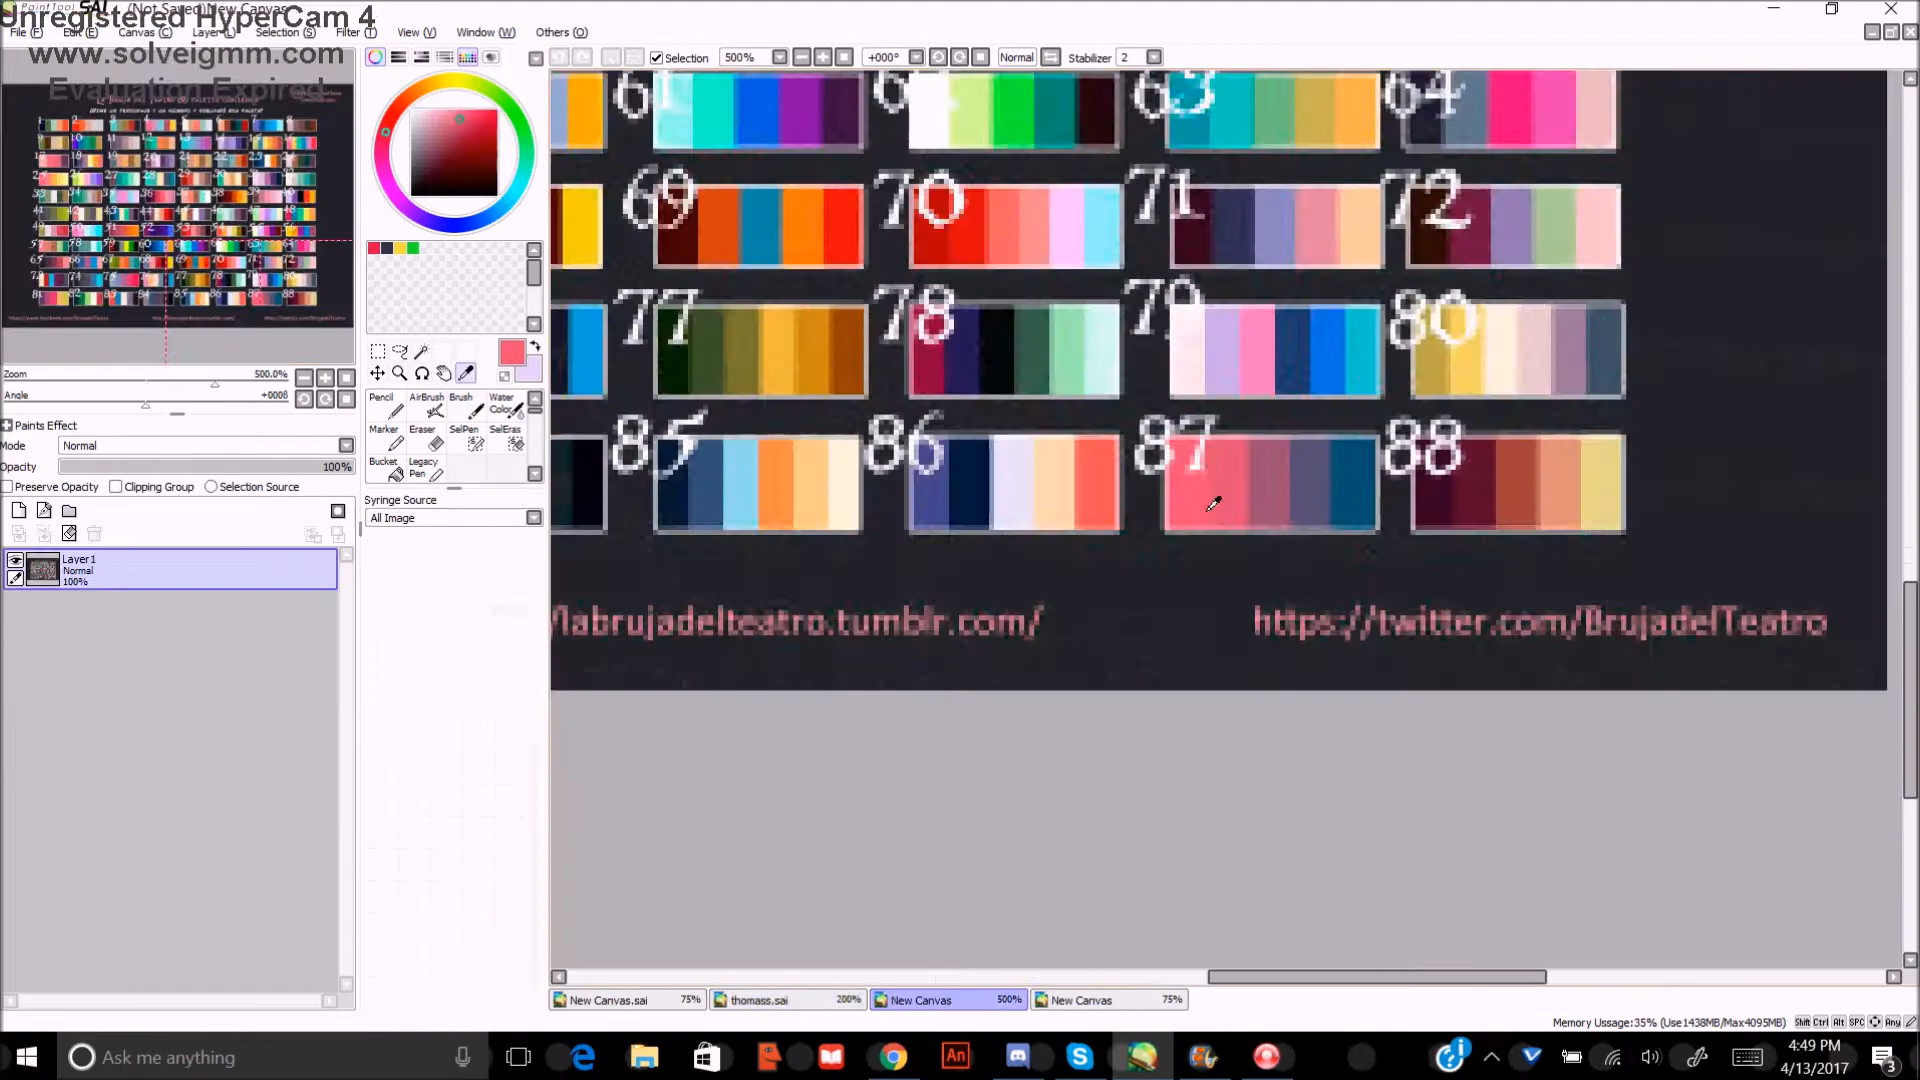 PaintTool SAI (Not Saved)New Canvas
Unregistered HyperCam 4
www.solveigmm.com
Evaluation Expired
File (F) Edit (E) Canvas (C) Layer (L) Selection (S) Filter (T) View (V) Window (W) Others (O)
Selection 500% +000° Normal Stabilizer 2
Zoom 500.0%
Angle +000°
Paints Effect
Mode Normal
Opacity 100%
Preserve Opacity Clipping Group Selection Source
Layer1
Normal
100%
Pencil AirBrush Brush Water Color
Marker Eraser SelPen SelEras
Bucket Legacy Pen
Syringe Source
All Image
61 63 64
69 70 71 72
77 78 79 80
85 86 87 88
/labrujadelteatro.tumblr.com/ https://twitter.com/BrujadelTeatro
New Canvas.sai 75% thomass.sai 200% New Canvas 500% New Canvas 75%
Memory Ussage:35% (Use1438MB/Max4095MB) Shift Ctrl Alt SPC Any
Ask me anything
An
4:49 PM
4/13/2017
3